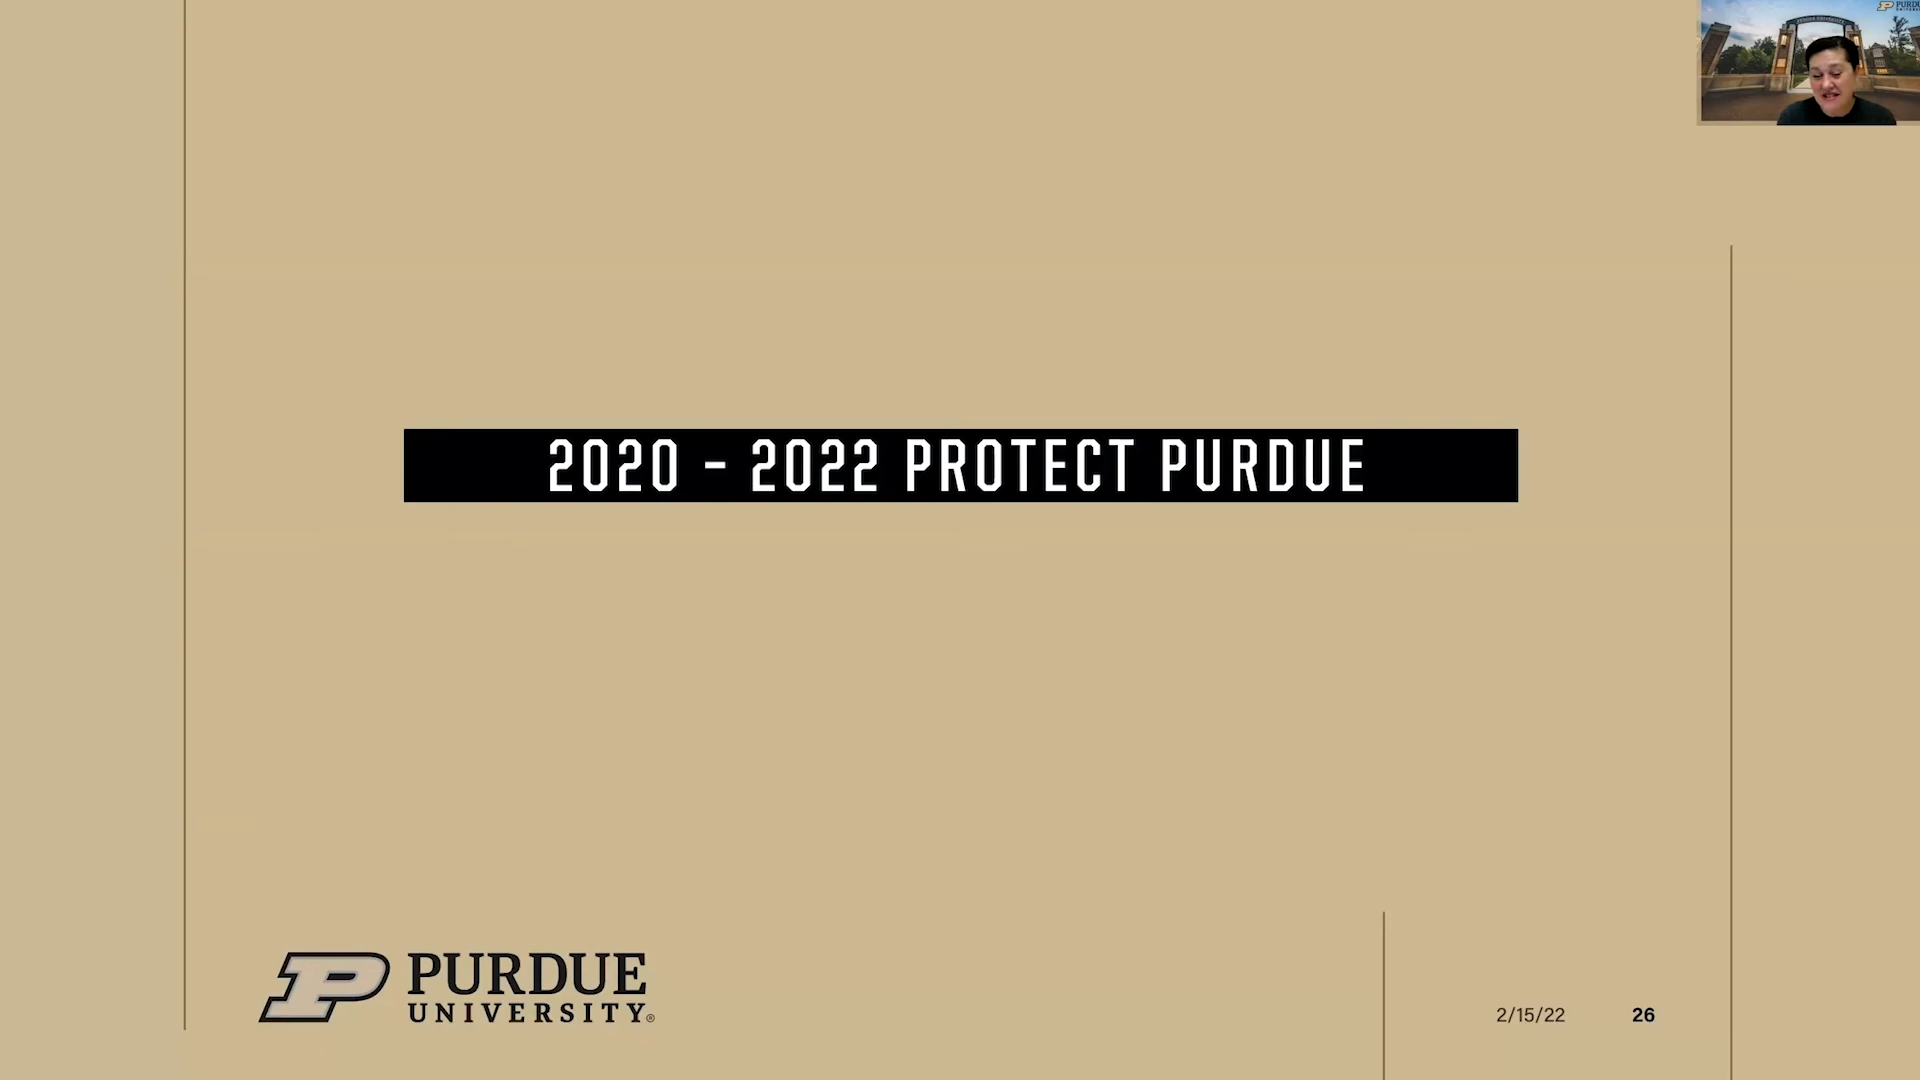 2020 - 2022 PROTECT PURDUE
PURDUE
UNIVERSITY®
2/15/22 26